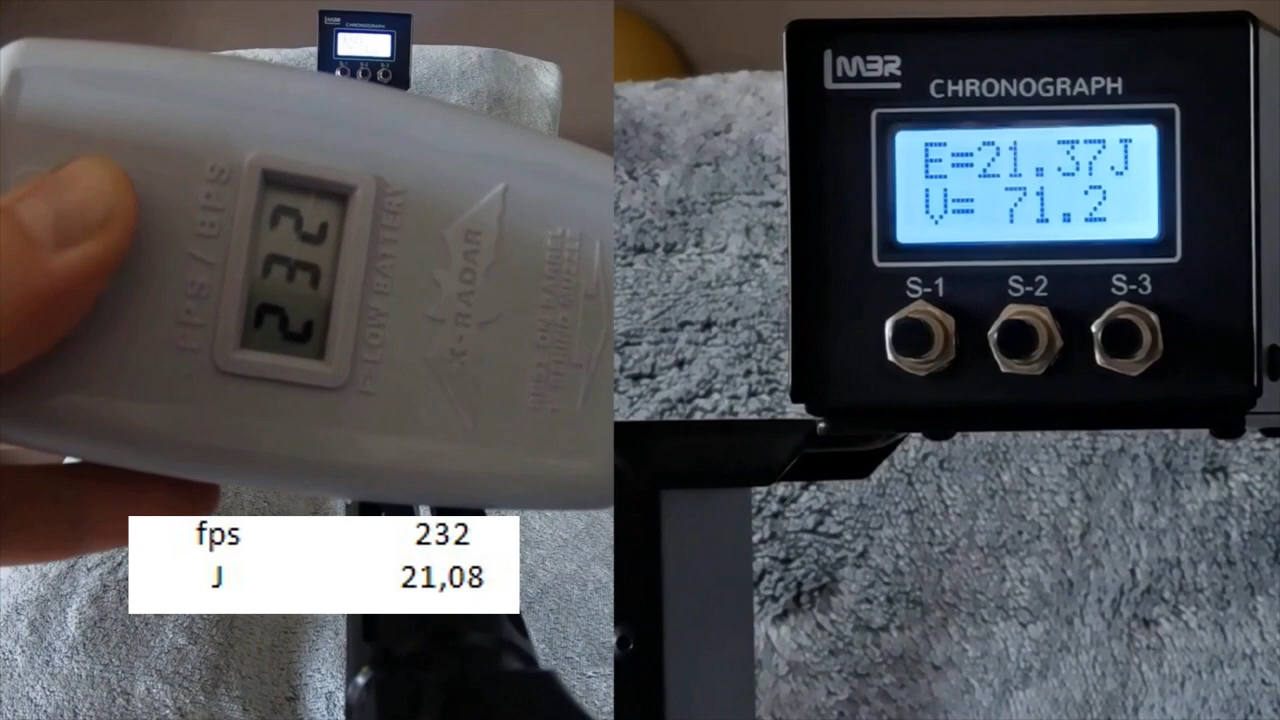 FPS / BPS
232
LOW BATTERY
X-RADAR
fps 232
J 21,08
LMBR
CHRONOGRAPH
E=21.37J
V= 71.2
S-1 S-2 S-3
CHRONOGRAPH